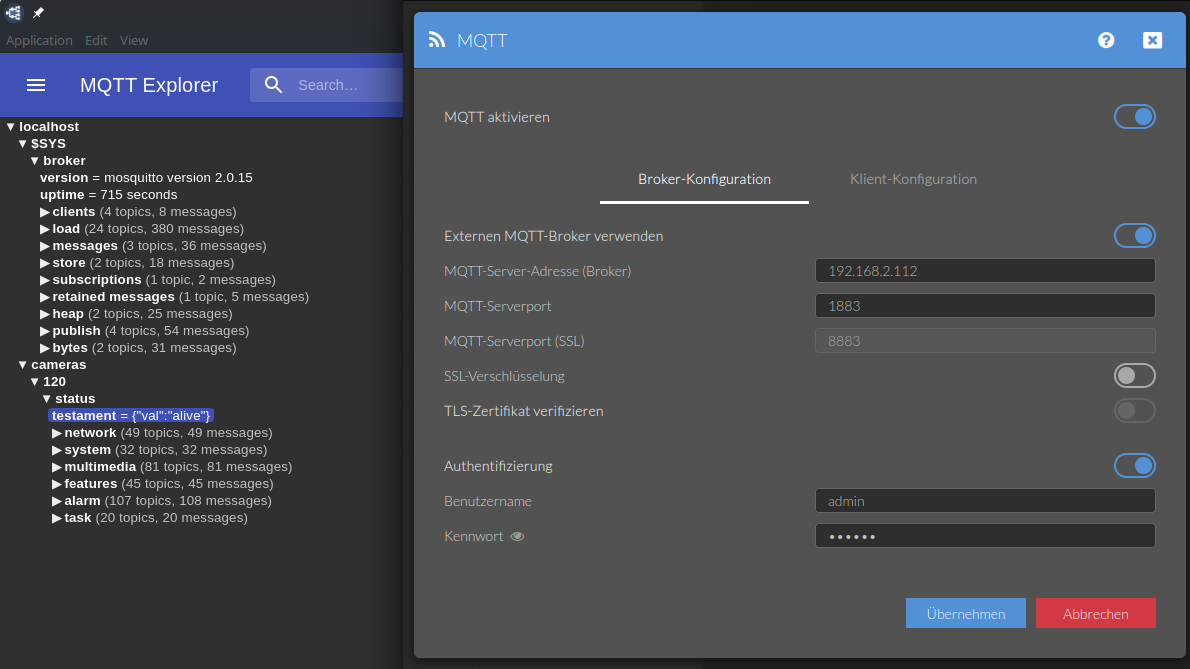 Application Edit View
MQTT Explorer
Search…
▼ localhost
▼ $SYS
▼ broker
version = mosquitto version 2.0.15
uptime = 715 seconds
▶ clients (4 topics, 8 messages)
▶ load (24 topics, 380 messages)
▶ messages (3 topics, 36 messages)
▶ store (2 topics, 18 messages)
▶ subscriptions (1 topic, 2 messages)
▶ retained messages (1 topic, 5 messages)
▶ heap (2 topics, 25 messages)
▶ publish (4 topics, 54 messages)
▶ bytes (2 topics, 31 messages)
▼ cameras
▼ 120
▼ status
testament = {"val":"alive"}
▶ network (49 topics, 49 messages)
▶ system (32 topics, 32 messages)
▶ multimedia (81 topics, 81 messages)
▶ features (45 topics, 45 messages)
▶ alarm (107 topics, 108 messages)
▶ task (20 topics, 20 messages)
MQTT
MQTT aktivieren
Broker-Konfiguration Klient-Konfiguration
Externen MQTT-Broker verwenden
MQTT-Server-Adresse (Broker) 192.168.2.112
MQTT-Serverport 1883
MQTT-Serverport (SSL) 8883
SSL-Verschlüsselung
TLS-Zertifikat verifizieren
Authentifizierung
Benutzername admin
Kennwort ••••••
Übernehmen Abbrechen